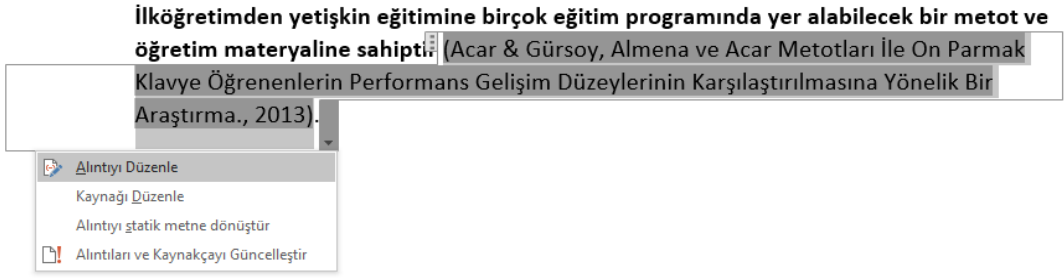 İlköğretimden yetişkin eğitimine birçok eğitim programında yer alabilecek bir metot ve
öğretim materyaline sahiptir (Acar & Gürsoy, Almena ve Acar Metotları İle On Parmak
Klavye Öğrenenlerin Performans Gelişim Düzeylerinin Karşılaştırılmasına Yönelik Bir
Araştırma., 2013).
Alıntıyı Düzenle
Kaynağı Düzenle
Alıntıyı statik metne dönüştür
Alıntıları ve Kaynakçayı Güncelleştir